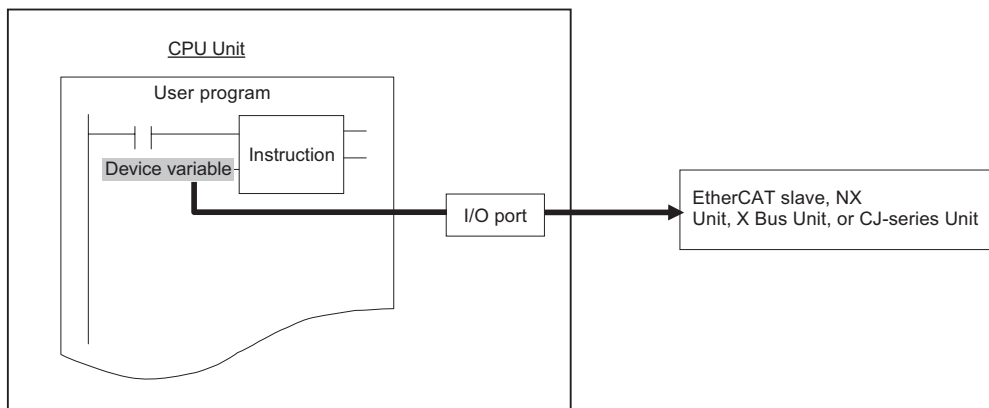 CPU Unit
User program
Instruction
Device variable
I/O port
EtherCAT slave, NX
Unit, X Bus Unit, or CJ-series Unit